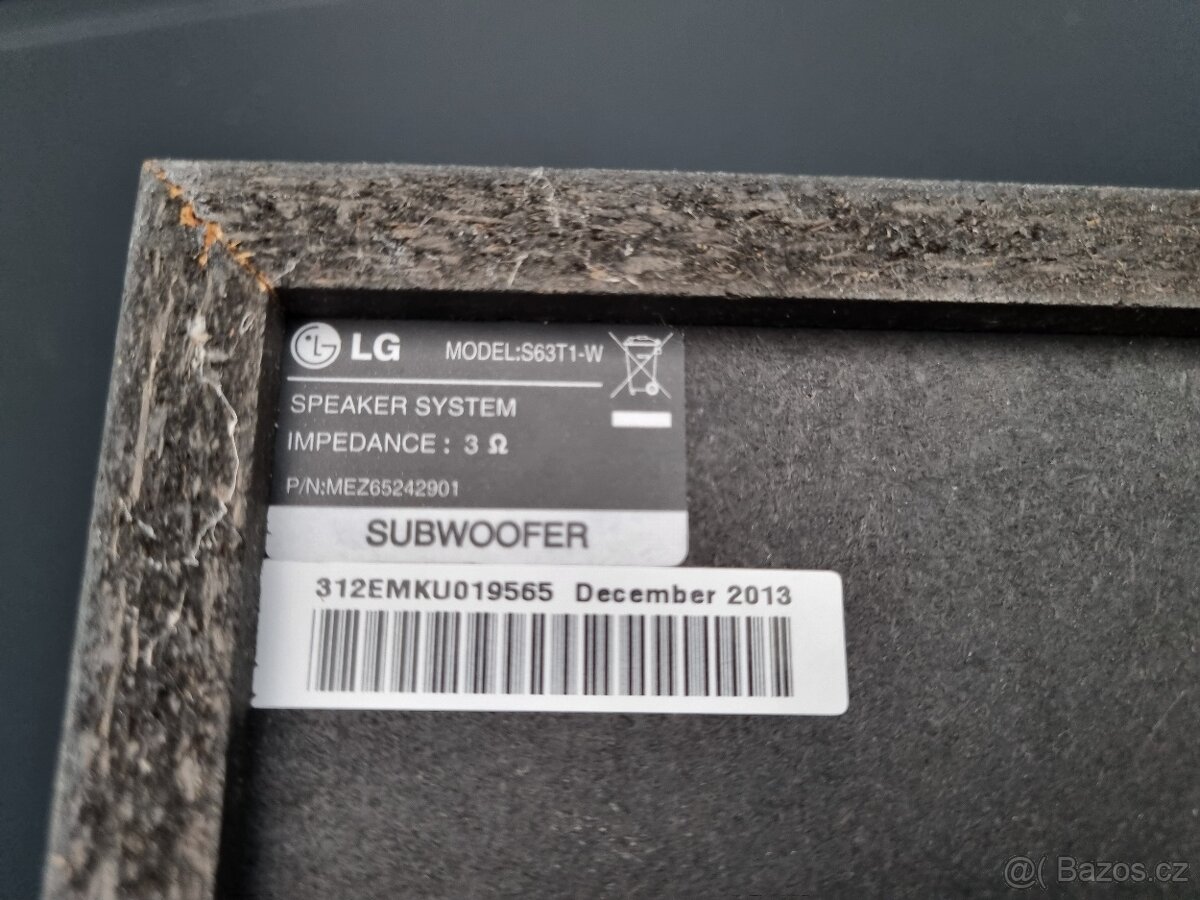 LG MODEL:S63T1-W
SPEAKER SYSTEM
IMPEDANCE : 3 Ω
P/N:MEZ65242901
SUBWOOFER
312EMKU019565 December 2013
@( Bazos.cz